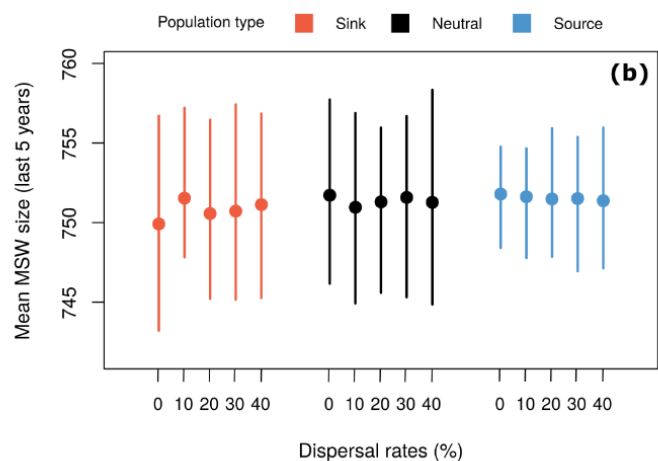 Population type Sink Neutral Source
(b)
Mean MSW size (last 5 years)
760
755
750
745
0 10 20 30 40 0 10 20 30 40 0 10 20 30 40
Dispersal rates (%)